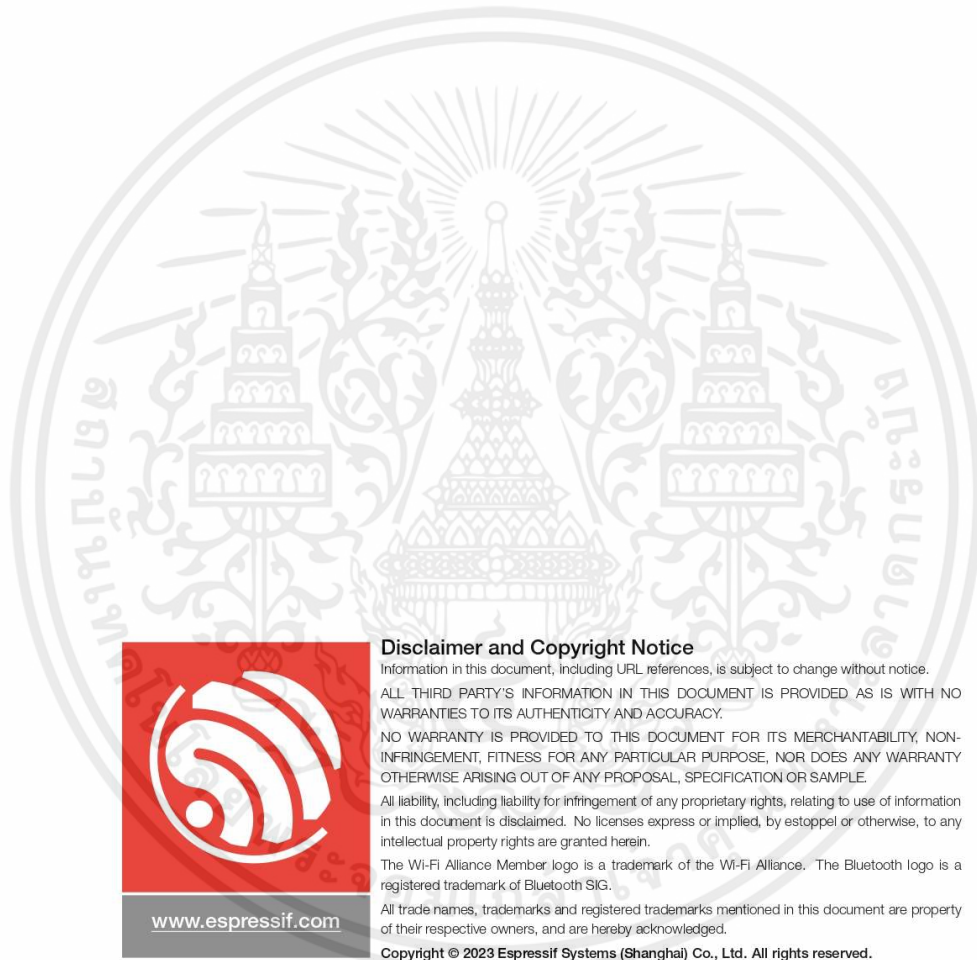 Disclaimer and Copyright Notice
Information in this document, including URL references, is subject to change without notice.
ALL THIRD PARTY'S INFORMATION IN THIS DOCUMENT IS PROVIDED AS IS WITH NO
WARRANTIES TO ITS AUTHENTICITY AND ACCURACY.
NO WARRANTY IS PROVIDED TO THIS DOCUMENT FOR ITS MERCHANTABILITY, NON-
INFRINGEMENT, FITNESS FOR ANY PARTICULAR PURPOSE, NOR DOES ANY WARRANTY
OTHERWISE ARISING OUT OF ANY PROPOSAL, SPECIFICATION OR SAMPLE.
All liability, including liability for infringement of any proprietary rights, relating to use of information
in this document is disclaimed. No licenses express or implied, by estoppel or otherwise, to any
intellectual property rights are granted herein.
The Wi-Fi Alliance Member logo is a trademark of the Wi-Fi Alliance. The Bluetooth logo is a
registered trademark of Bluetooth SIG.
All trade names, trademarks and registered trademarks mentioned in this document are property
of their respective owners, and are hereby acknowledged.
Copyright © 2023 Espressif Systems (Shanghai) Co., Ltd. All rights reserved.
www.espressif.com